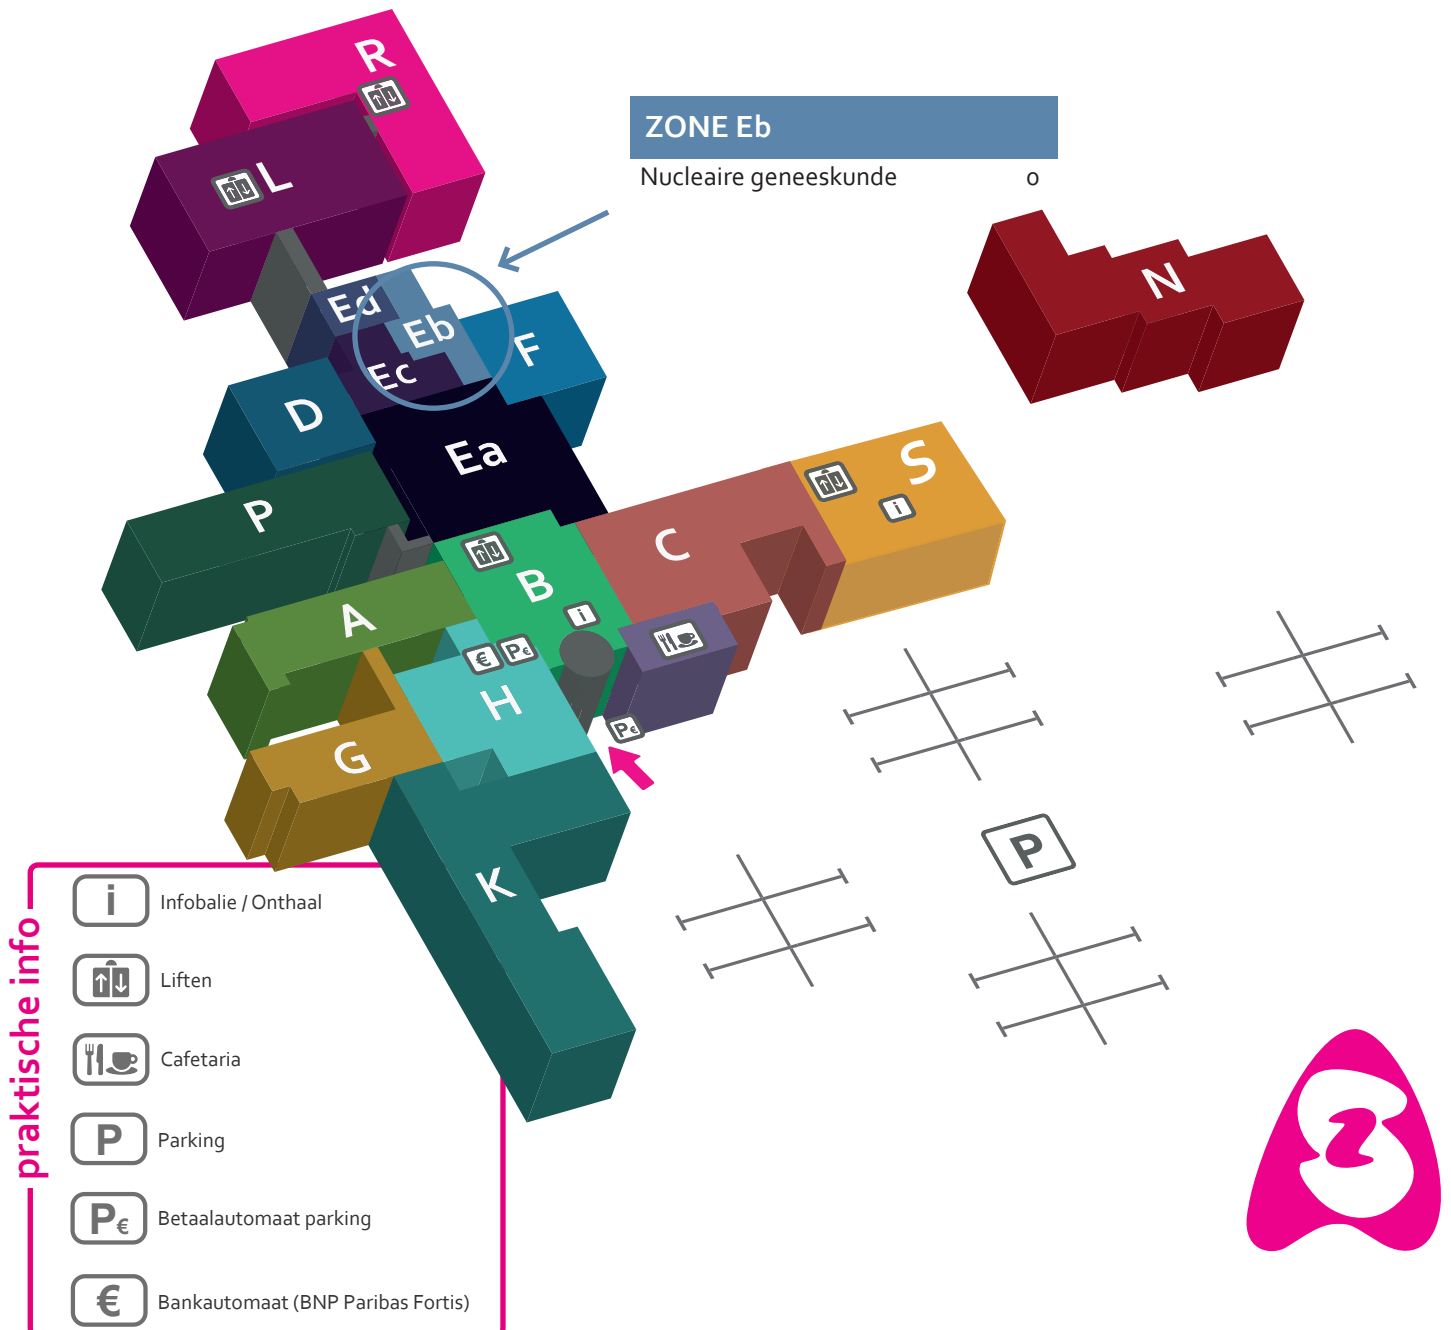 R
L
ZONE Eb
Nucleaire geneeskunde 0
N
Ed
Eb
F
Ec
D
Ea
S
i
P
C
B
A
i
€ P€
H
P€
G
P
K
praktische info
i Infobalie / Onthaal
Liften
Cafetaria
P Parking
P€ Betaalautomaat parking
€ Bankautomaat (BNP Paribas Fortis)
Z